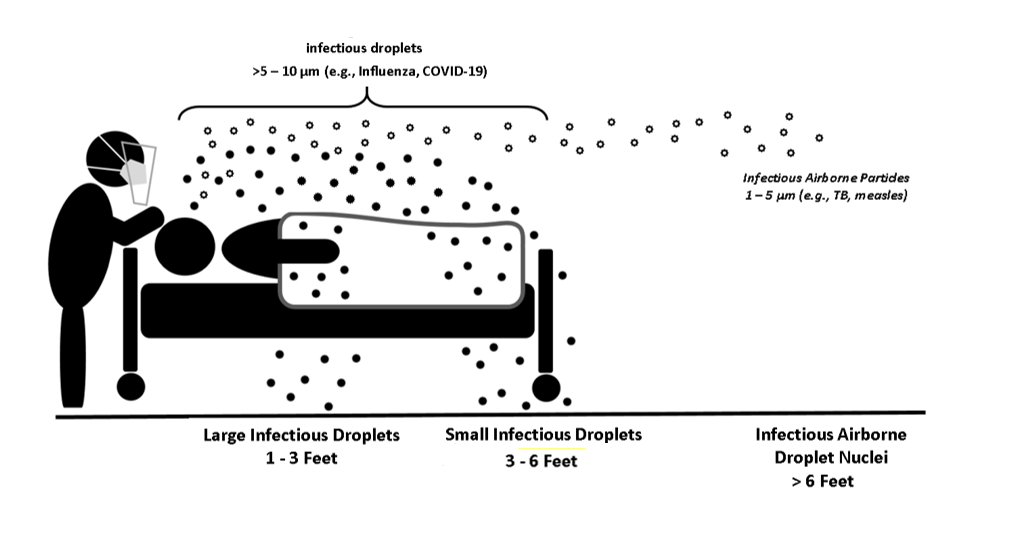 infectious droplets
>5 – 10 µm (e.g., Influenza, COVID-19)
Infectious Airborne Particles
1 – 5 µm (e.g., TB, measles)
Large Infectious Droplets
1 - 3 Feet
Small Infectious Droplets
3 - 6 Feet
Infectious Airborne
Droplet Nuclei
> 6 Feet